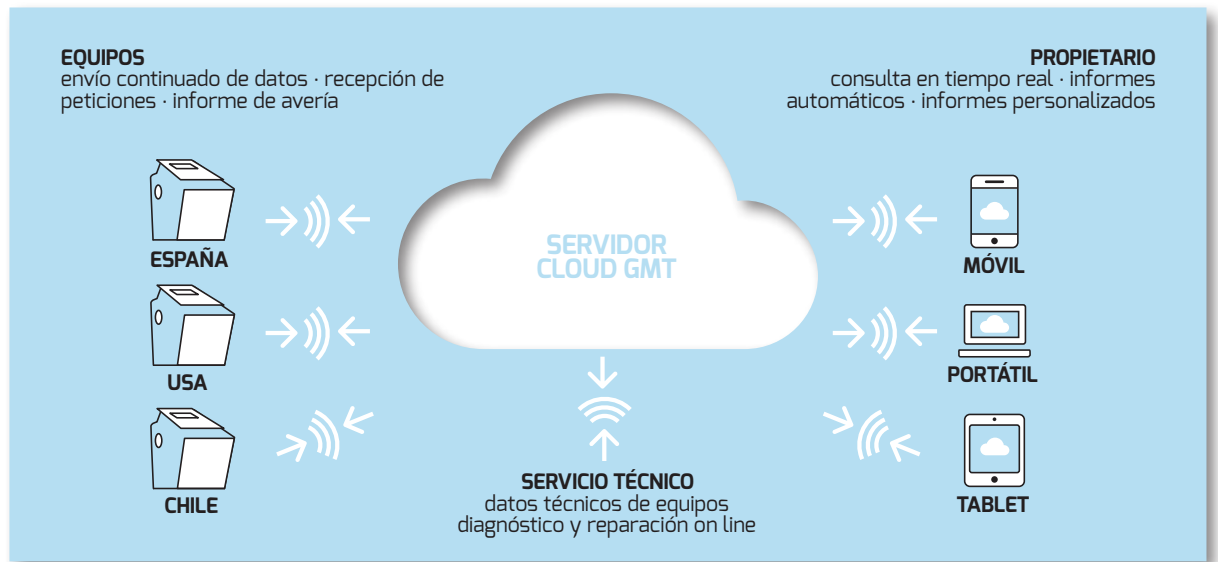 EQUIPOS
envío continuado de datos · recepción de
peticiones · informe de avería
PROPIETARIO
consulta en tiempo real · informes
automáticos · informes personalizados
SERVIDOR
CLOUD GMT
ESPAÑA
USA
CHILE
MÓVIL
PORTÁTIL
TABLET
SERVICIO TÉCNICO
datos técnicos de equipos
diagnóstico y reparación on line